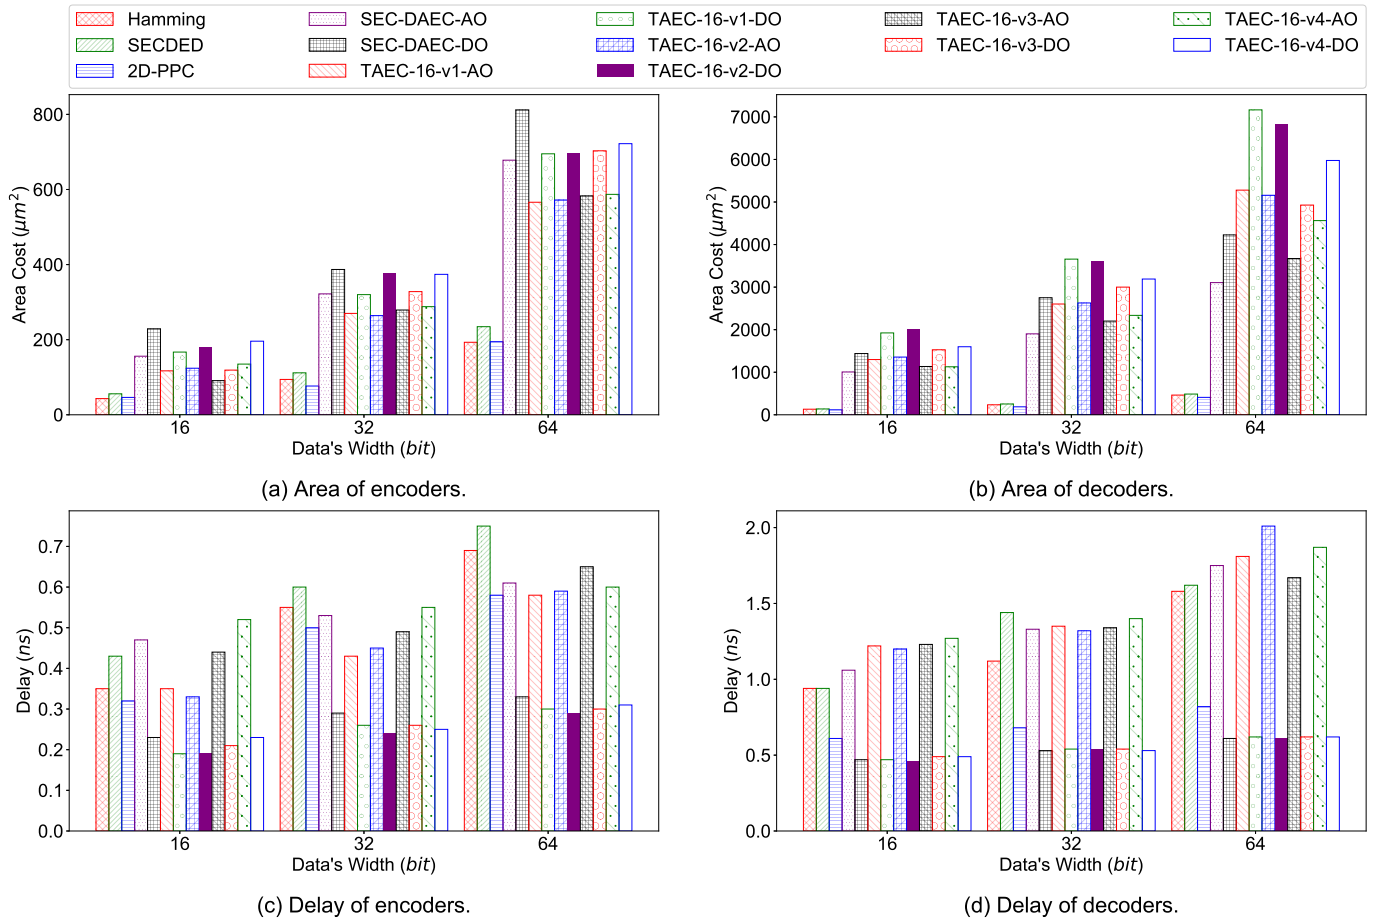 Hamming SEC-DAEC-AO TAEC-16-v1-DO TAEC-16-v3-AO TAEC-16-v4-AO
SECDED SEC-DAEC-DO TAEC-16-v2-AO TAEC-16-v3-DO TAEC-16-v4-DO
2D-PPC TAEC-16-v1-AO TAEC-16-v2-DO
Area Cost (μm²)
800
600
400
200
0
16 32 64
Data's Width (bit)
(a) Area of encoders.
Area Cost (μm²)
7000
6000
5000
4000
3000
2000
1000
0
16 32 64
Data's Width (bit)
(b) Area of decoders.
Delay (ns)
0.7
0.6
0.5
0.4
0.3
0.2
0.1
0.0
16 32 64
Data's Width (bit)
(c) Delay of encoders.
Delay (ns)
2.0
1.5
1.0
0.5
0.0
16 32 64
Data's Width (bit)
(d) Delay of decoders.